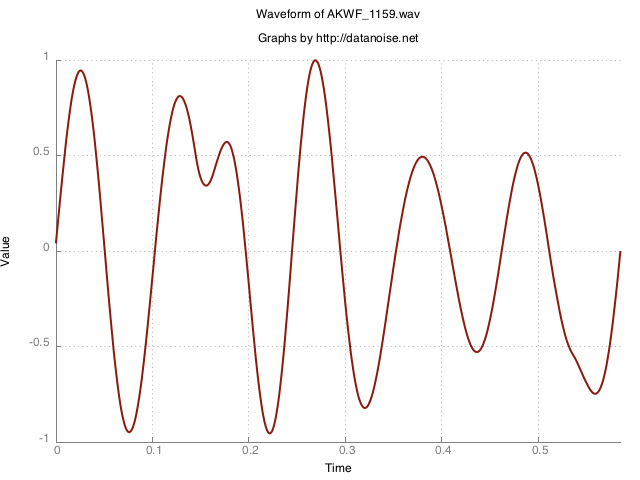 Waveform of AKWF_1159.wav
Graphs by http://datanoise.net
1
0.5
0
-0.5
-1
Value
0 0.1 0.2 0.3 0.4 0.5
Time